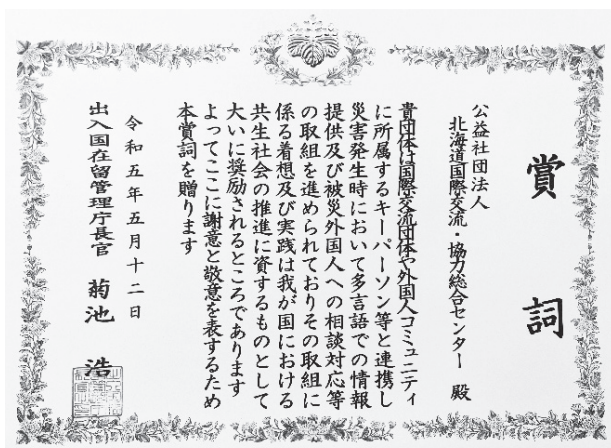 賞詞
公益社団法人
北海道国際交流・協力総合センター 殿
貴団体は国際交流団体や外国人コミュニティ
に所属するキーパーソン等と連携し
災害発生時において多言語での情報
提供及び被災外国人への相談対応等
の取組を進められておりその取組に
係る着想及び実践は我が国における
共生社会の推進に資するものとして
大いに奨励されるところであります
よってここに謝意と敬意を表するため
本賞詞を贈ります
令和五年五月十二日
出入国在留管理庁長官 菊池 浩